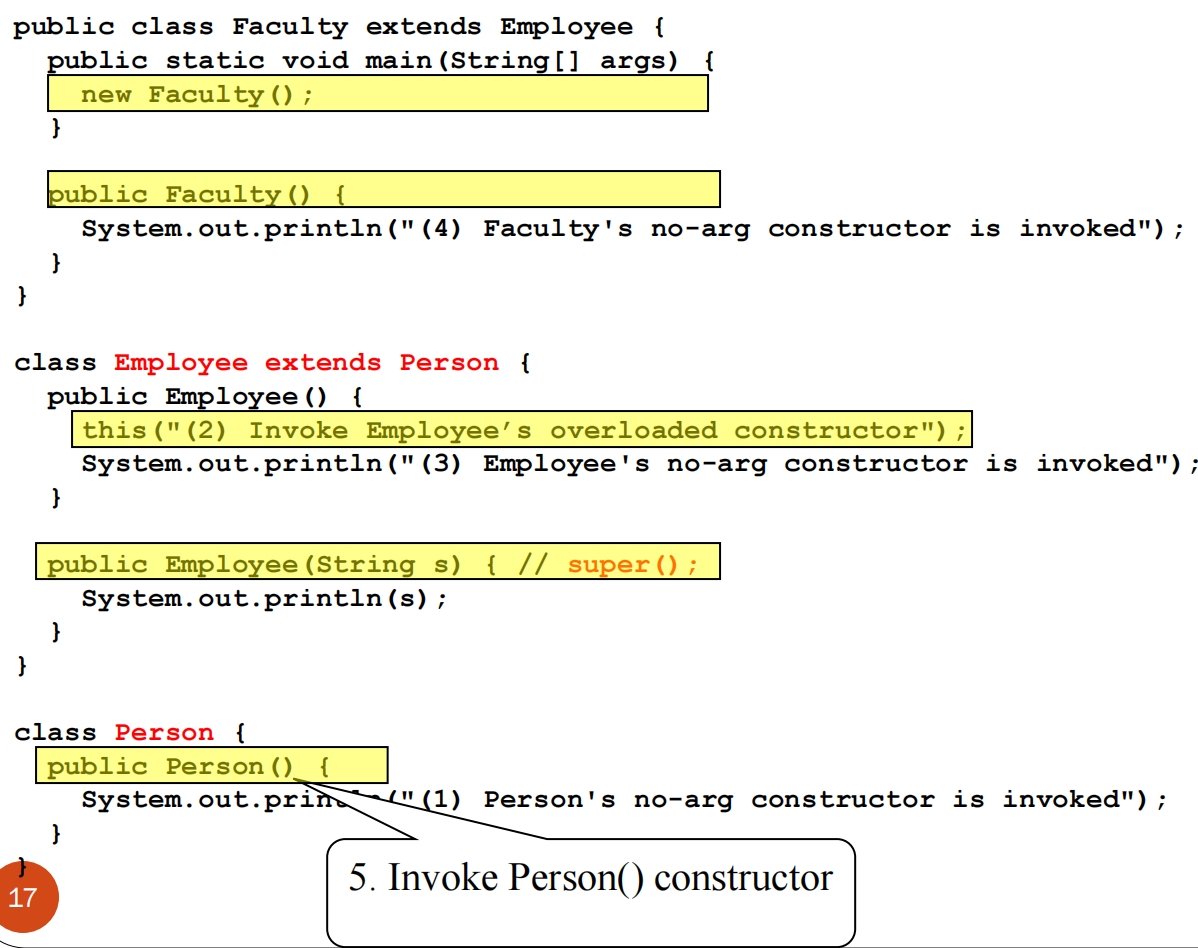 public class Faculty extends Employee {
public static void main(String[] args) {
new Faculty();
}
public Faculty() {
System.out.println("(4) Faculty's no-arg constructor is invoked");
}
}
class Employee extends Person {
public Employee() {
this("(2) Invoke Employee’s overloaded constructor");
System.out.println("(3) Employee's no-arg constructor is invoked");
}
public Employee(String s) { // super();
System.out.println(s);
}
}
class Person {
public Person() {
System.out.println("(1) Person's no-arg constructor is invoked");
}
}
5. Invoke Person() constructor
17